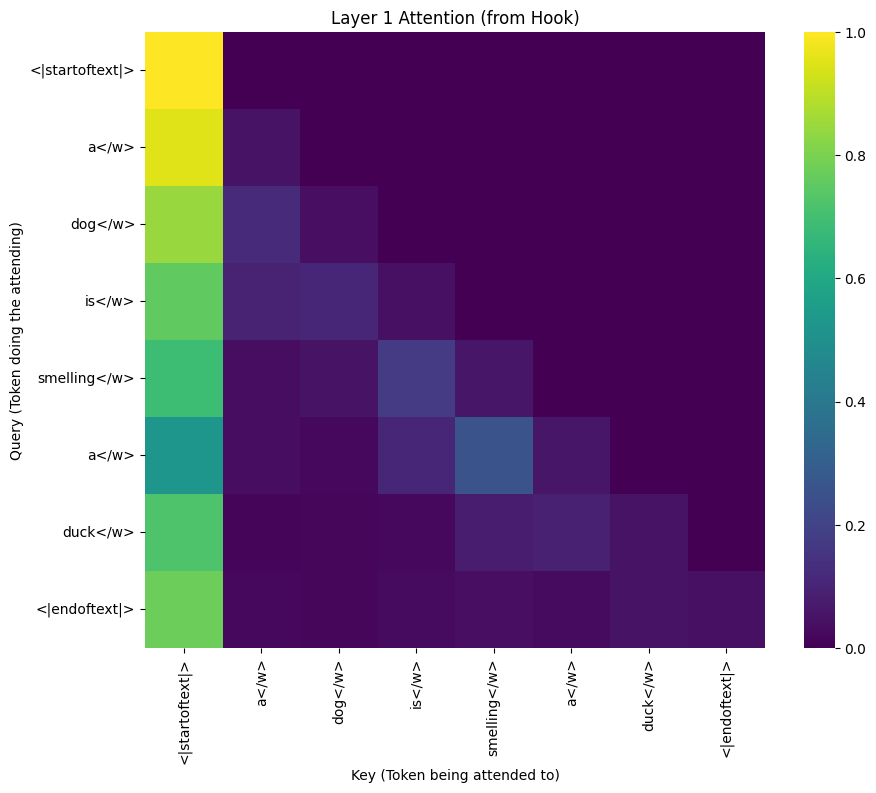 Layer 1 Attention (from Hook)
<|startoftext|>
a</w>
dog</w>
is</w>
smelling</w>
a</w>
duck</w>
<|endoftext|>
Query (Token doing the attending)
<|startoftext|>
a</w>
dog</w>
is</w>
smelling</w>
a</w>
duck</w>
<|endoftext|>
Key (Token being attended to)
1.0
0.8
0.6
0.4
0.2
0.0